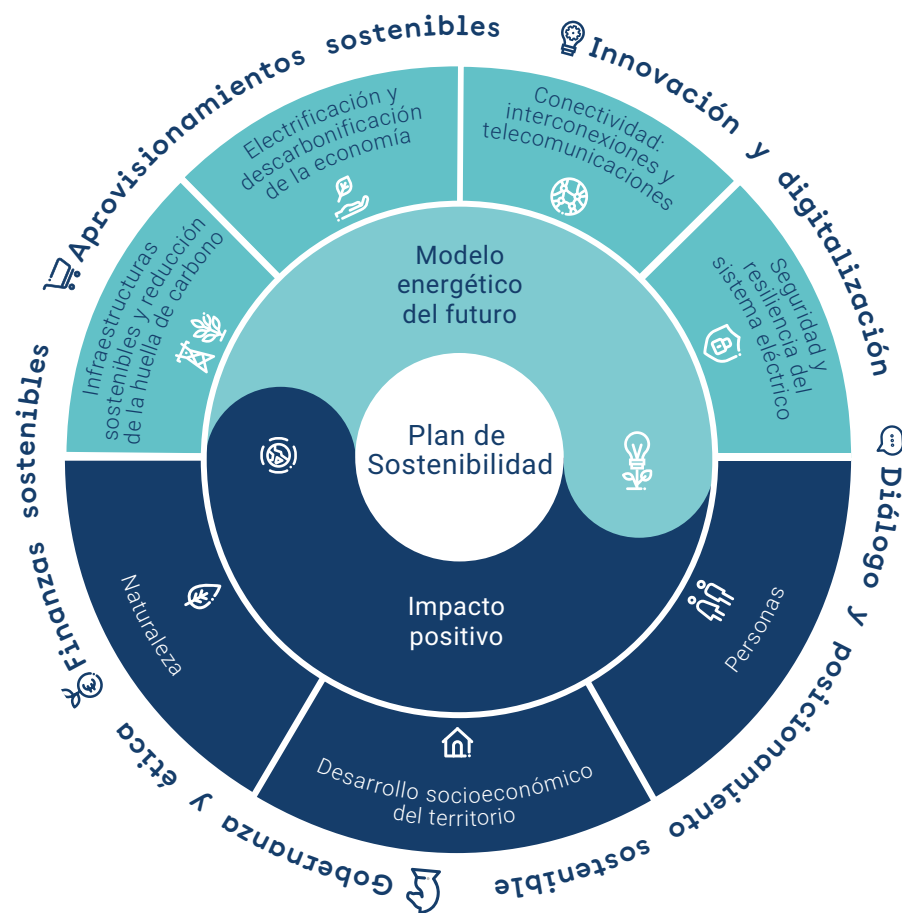 Aprovisionamientos sostenibles
Innovación y digitalización
Diálogo y posicionamiento sostenible
Gobernanza y ética
Finanzas sostenibles
Electrificación y
descarbonificación
de la economía
Conectividad:
interconexiones y
telecomunicaciones
Seguridad y
resiliencia del
sistema eléctrico
Personas
Desarrollo socioeconómico
del territorio
Naturaleza
Infraestructuras
sostenibles y reducción
de la huella de carbono
Modelo
energético
del futuro
Plan de
Sostenibilidad
Impacto
positivo